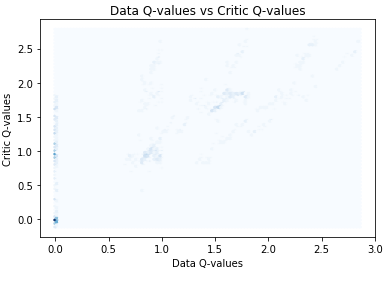 Data Q-values vs Critic Q-values
Critic Q-values
2.5
2.0
1.5
1.0
0.5
0.0
0.0 0.5 1.0 1.5 2.0 2.5 3.0
Data Q-values